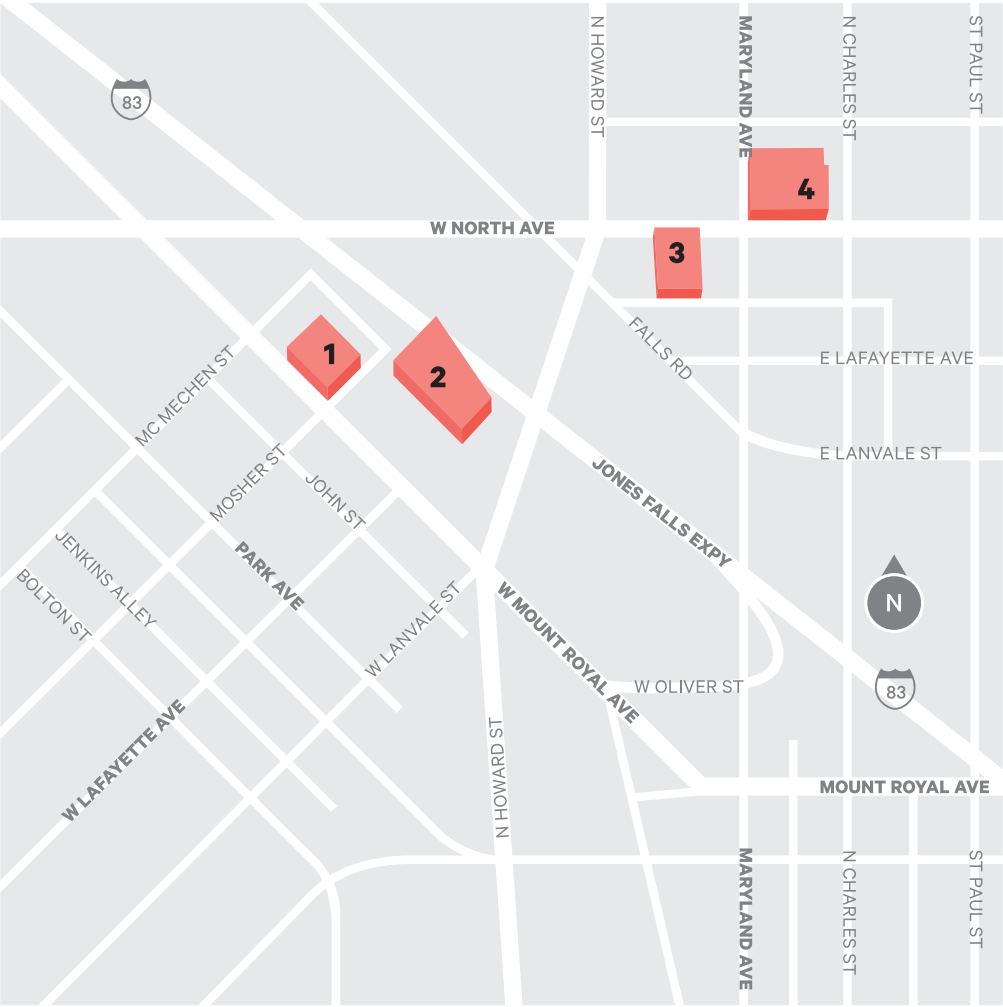 N HOWARD ST
MARYLAND AVE
N CHARLES ST
ST PAUL ST
83
4
W NORTH AVE
3
1
2
FALLS RD
E LAFAYETTE AVE
MC MECHEN ST
E LANVALE ST
MOSHER ST
JOHN ST
JONES FALLS EXPY
JENKINS ALLEY
PARK AVE
BOLTON ST
W LANVALE ST
W MOUNT ROYAL AVE
N
W OLIVER ST
83
W LAFAYETTE AVE
N HOWARD ST
MOUNT ROYAL AVE
MARYLAND AVE
N CHARLES ST
ST PAUL ST